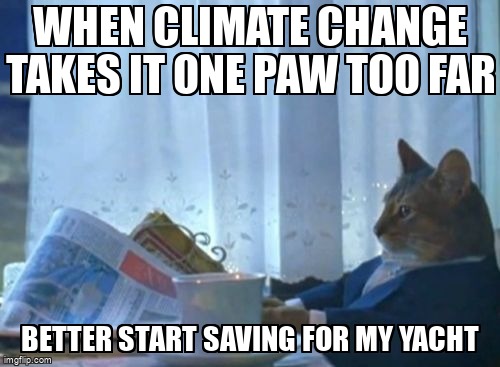 WHEN CLIMATE CHANGE
TAKES IT ONE PAW TOO FAR
BETTER START SAVING FOR MY YACHT
imgflip.com